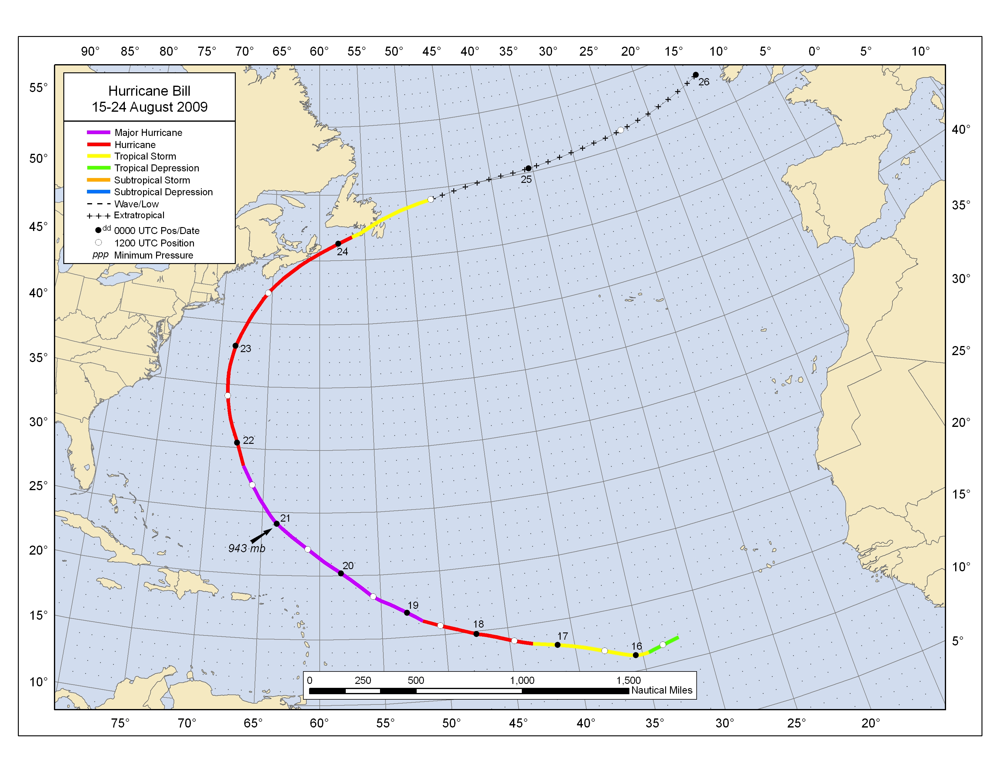 90° 85° 80° 75° 70° 65° 60° 55° 50° 45° 40° 35° 30° 25° 20° 15° 10° 5° 0° 5° 10°
Hurricane Bill
15-24 August 2009
Major Hurricane
Hurricane
Tropical Storm
Tropical Depression
Subtropical Storm
Subtropical Depression
Wave/Low
Extratropical
dd 0000 UTC Pos/Date
1200 UTC Position
ppp Minimum Pressure
55°
50°
45°
40°
35°
30°
25°
20°
15°
10°
40°
35°
30°
25°
20°
15°
10°
5°
26
25
24
23
22
21
943 mb
20
19
18
17
16
0 250 500 1,000 1,500
Nautical Miles
75° 70° 65° 60° 55° 50° 45° 40° 35° 30° 25° 20°